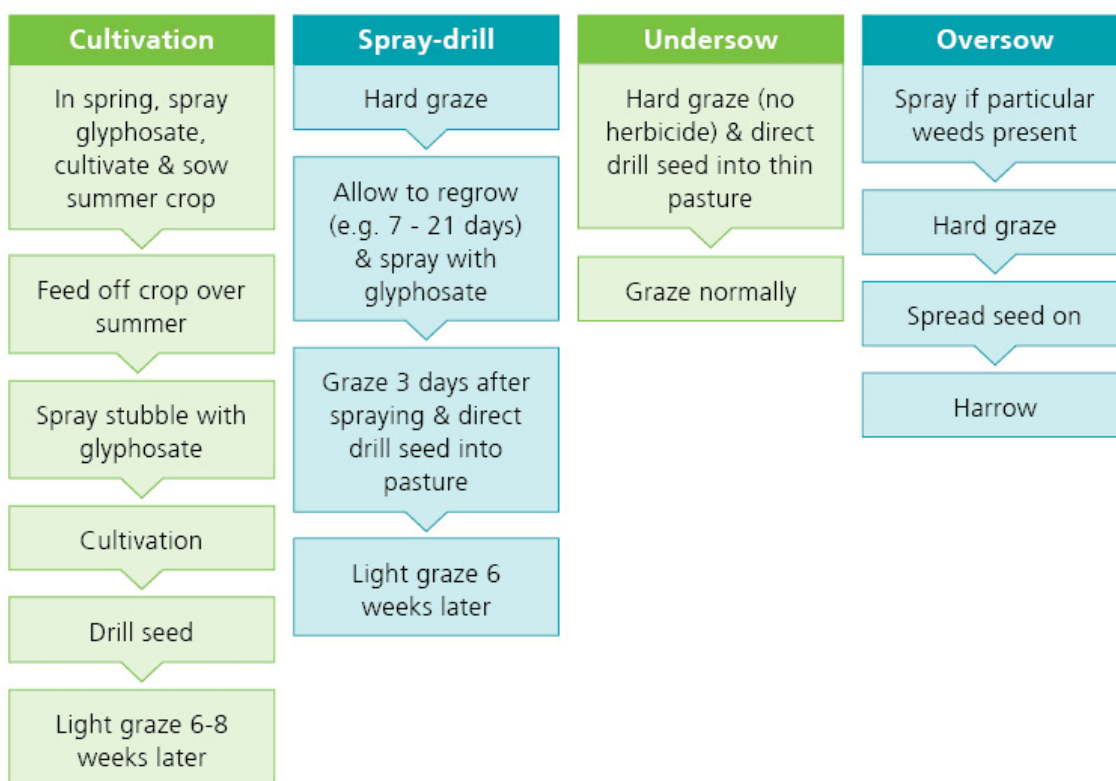 Cultivation
In spring, spray
glyphosate,
cultivate & sow
summer crop
Feed off crop over
summer
Spray stubble with
glyphosate
Cultivation
Drill seed
Light graze 6-8
weeks later
Spray-drill
Hard graze
Allow to regrow
(e.g. 7 - 21 days)
& spray with
glyphosate
Graze 3 days after
spraying & direct
drill seed into
pasture
Light graze 6
weeks later
Undersow
Hard graze (no
herbicide) & direct
drill seed into thin
pasture
Graze normally
Oversow
Spray if particular
weeds present
Hard graze
Spread seed on
Harrow